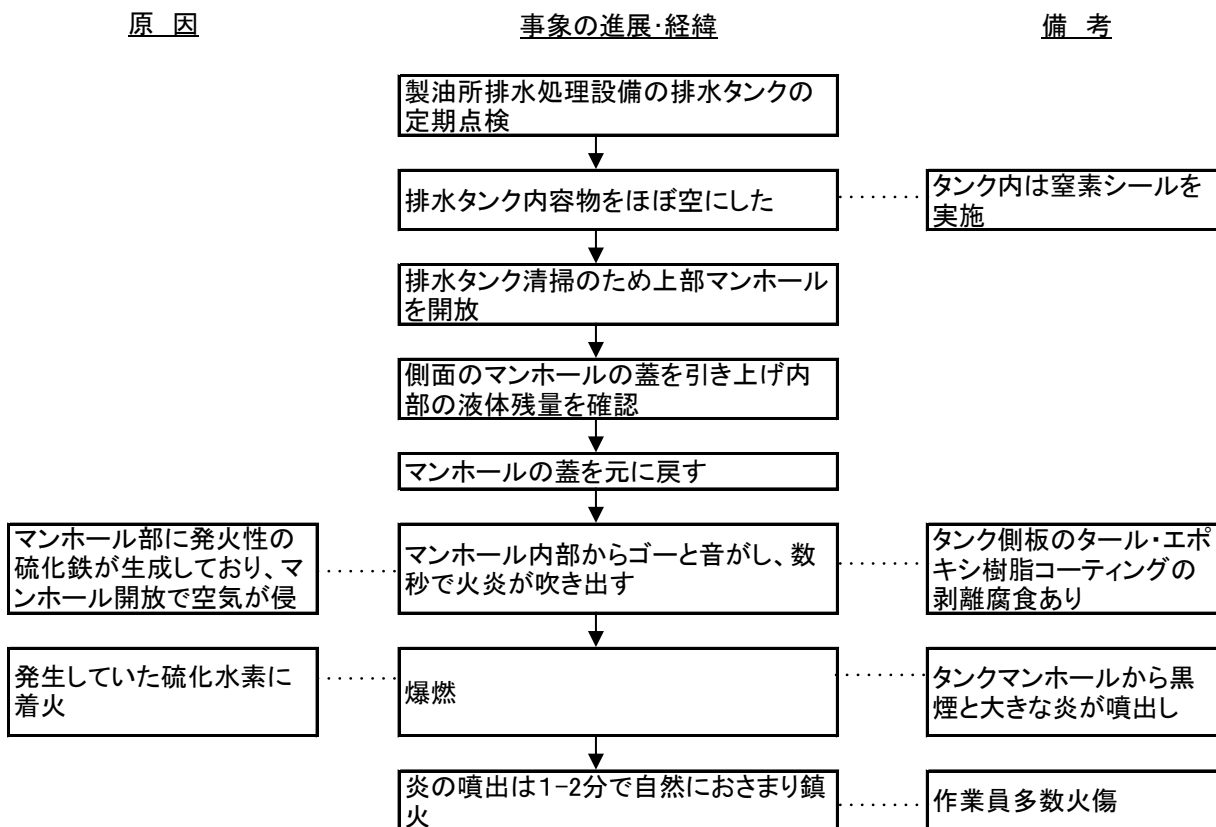 原 因
事象の進展・経緯
備 考
製油所排水処理設備の排水タンクの
定期点検
排水タンク内容物をほぼ空にした
タンク内は窒素シールを
実施
排水タンク清掃のため上部マンホール
を開放
側面のマンホールの蓋を引き上げ内
部の液体残量を確認
マンホールの蓋を元に戻す
マンホール部に発火性の
硫化鉄が生成しており、マ
ンホール開放で空気が侵
マンホール内部からゴーと音がし、数
秒で火炎が吹き出す
タンク側板のタール・エポ
キシ樹脂コーティングの
剥離腐食あり
発生していた硫化水素に
着火
爆燃
タンクマンホールから黒
煙と大きな炎が噴出し
炎の噴出は1-2分で自然におさまり鎮
火
作業員多数火傷